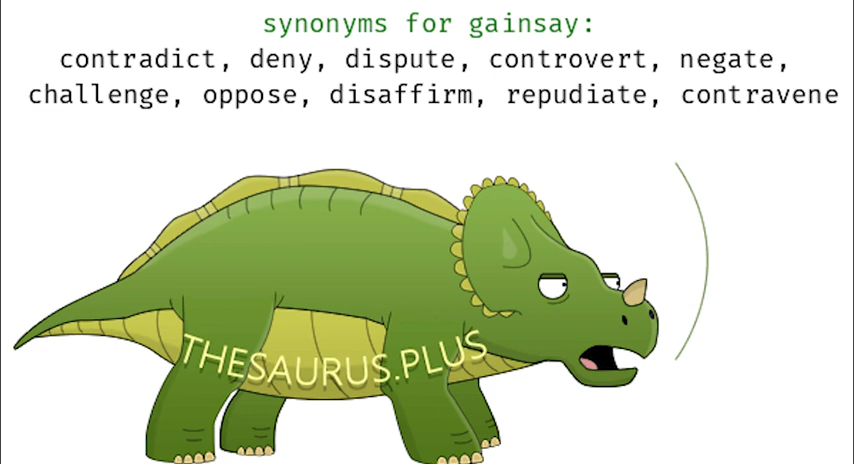 synonyms for gainsay:
contradict, deny, dispute, controvert, negate,
challenge, oppose, disaffirm, repudiate, contravene
THESAURUS.PLUS